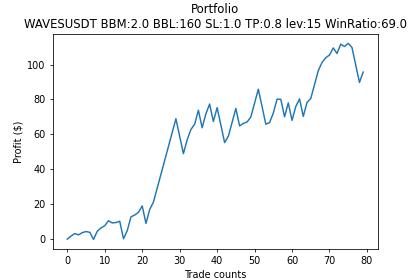 Portfolio
WAVESUSDT BBM:2.0 BBL:160 SL:1.0 TP:0.8 lev:15 WinRatio:69.0
100
80
60
40
20
0
Profit ($)
0 10 20 30 40 50 60 70 80
Trade counts